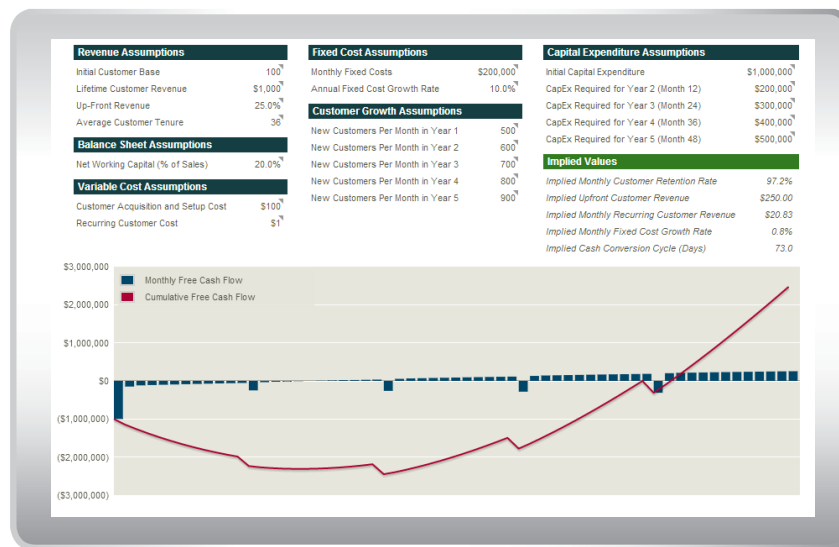 Revenue Assumptions
Initial Customer Base 100
Lifetime Customer Revenue $1,000
Up-Front Revenue 25.0%
Average Customer Tenure 36
Balance Sheet Assumptions
Net Working Capital (% of Sales) 20.0%
Variable Cost Assumptions
Customer Acquisition and Setup Cost $100
Recurring Customer Cost $1
Fixed Cost Assumptions
Monthly Fixed Costs $200,000
Annual Fixed Cost Growth Rate 10.0%
Customer Growth Assumptions
New Customers Per Month in Year 1 500
New Customers Per Month in Year 2 600
New Customers Per Month in Year 3 700
New Customers Per Month in Year 4 800
New Customers Per Month in Year 5 900
Capital Expenditure Assumptions
Initial Capital Expenditure $1,000,000
CapEx Required for Year 2 (Month 12) $200,000
CapEx Required for Year 3 (Month 24) $300,000
CapEx Required for Year 4 (Month 36) $400,000
CapEx Required for Year 5 (Month 48) $500,000
Implied Values
Implied Monthly Customer Retention Rate 97.2%
Implied Upfront Customer Revenue $250.00
Implied Monthly Recurring Customer Revenue $20.83
Implied Monthly Fixed Cost Growth Rate 0.8%
Implied Cash Conversion Cycle (Days) 73.0
$3,000,000
$2,000,000
$1,000,000
$0
($1,000,000)
($2,000,000)
($3,000,000)
Monthly Free Cash Flow
Cumulative Free Cash Flow